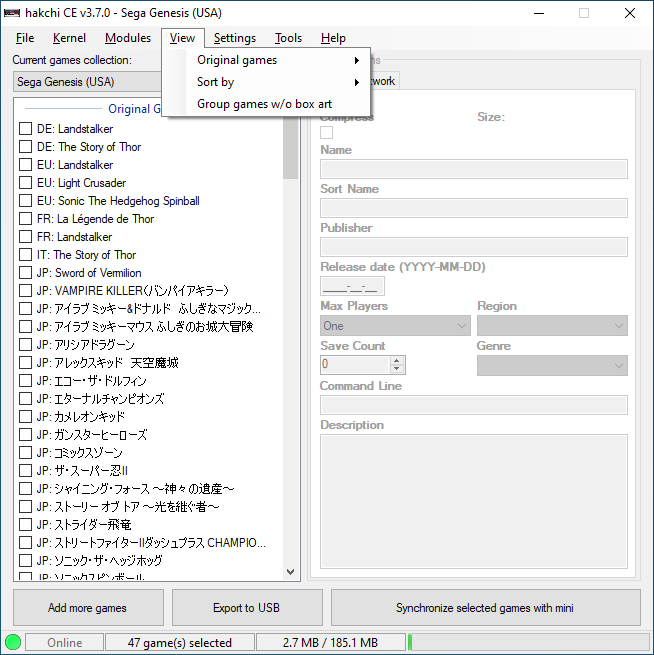 hakchi CE v3.7.0 - Sega Genesis (USA)
File Kernel Modules View Settings Tools Help
Original games
Sort by
Group games w/o box art
Current games collection:
Sega Genesis (USA)
Original G
DE: Landstalker
DE: The Story of Thor
EU: Landstalker
EU: Light Crusader
EU: Sonic The Hedgehog Spinball
FR: La Légende de Thor
FR: Landstalker
IT: The Story of Thor
JP: Sword of Vermilion
JP: VAMPIRE KILLER(バンパイアキラー)
JP: アイラブ ミッキー&ドナルド ふしぎなマジック...
JP: アイラブ ミッキーマウス ふしぎのお城大冒険
JP: アリシアドラグーン
JP: アレックスキッド 天空魔城
JP: エコー・ザ・ドルフィン
JP: エターナルチャンピオンズ
JP: カメレオンキッド
JP: ガンスターヒーローズ
JP: コミックスゾーン
JP: ザ・スーパー忍II
JP: シャイニング・フォース ～神々の遺産～
JP: ストーリー オブ トア ～光を継ぐ者～
JP: ストライダー飛竜
JP: ストリートファイターIIダッシュプラス CHAMPIO...
JP: ソニック・ザ・ヘッジホッグ
JP: ソニックスピンボール
Compress
Size:
Name
Sort Name
Publisher
Release date (YYYY-MM-DD)
____-__-__
Max Players
Region
One
Save Count
Genre
0
Command Line
Description
Add more games
Export to USB
Synchronize selected games with mini
Online
47 game(s) selected
2.7 MB / 185.1 MB